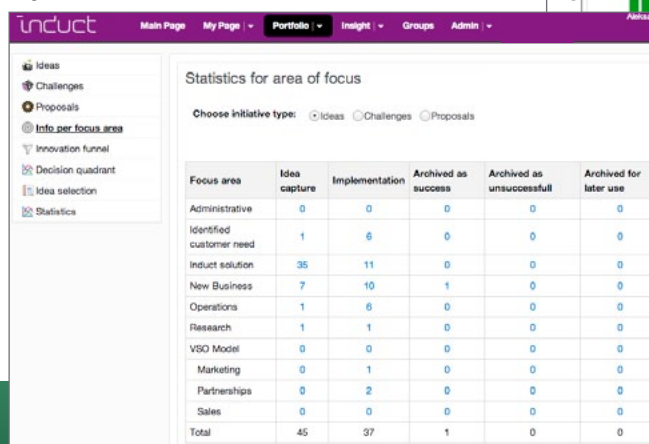 induct Main Page My Page Portfolio Insight Groups Admin
Ideas
Challenges
Proposals
Info per focus area
Innovation funnel
Decision quadrant
Idea selection
Statistics
Statistics for area of focus
Choose initiative type: Ideas Challenges Proposals
Focus area Idea capture Implementation Archived as success Archived as unsuccessfull Archived for later use
Administrative 0 0 0 0 0
Identified customer need 1 6 0 0 0
Induct solution 35 11 0 0 0
New Business 7 10 1 0 0
Operations 1 6 0 0 0
Research 1 1 0 0 0
VSO Model 0 0 0 0 0
Marketing 0 1 0 0 0
Partnerships 0 2 0 0 0
Sales 0 0 0 0 0
Total 45 37 1 0 0